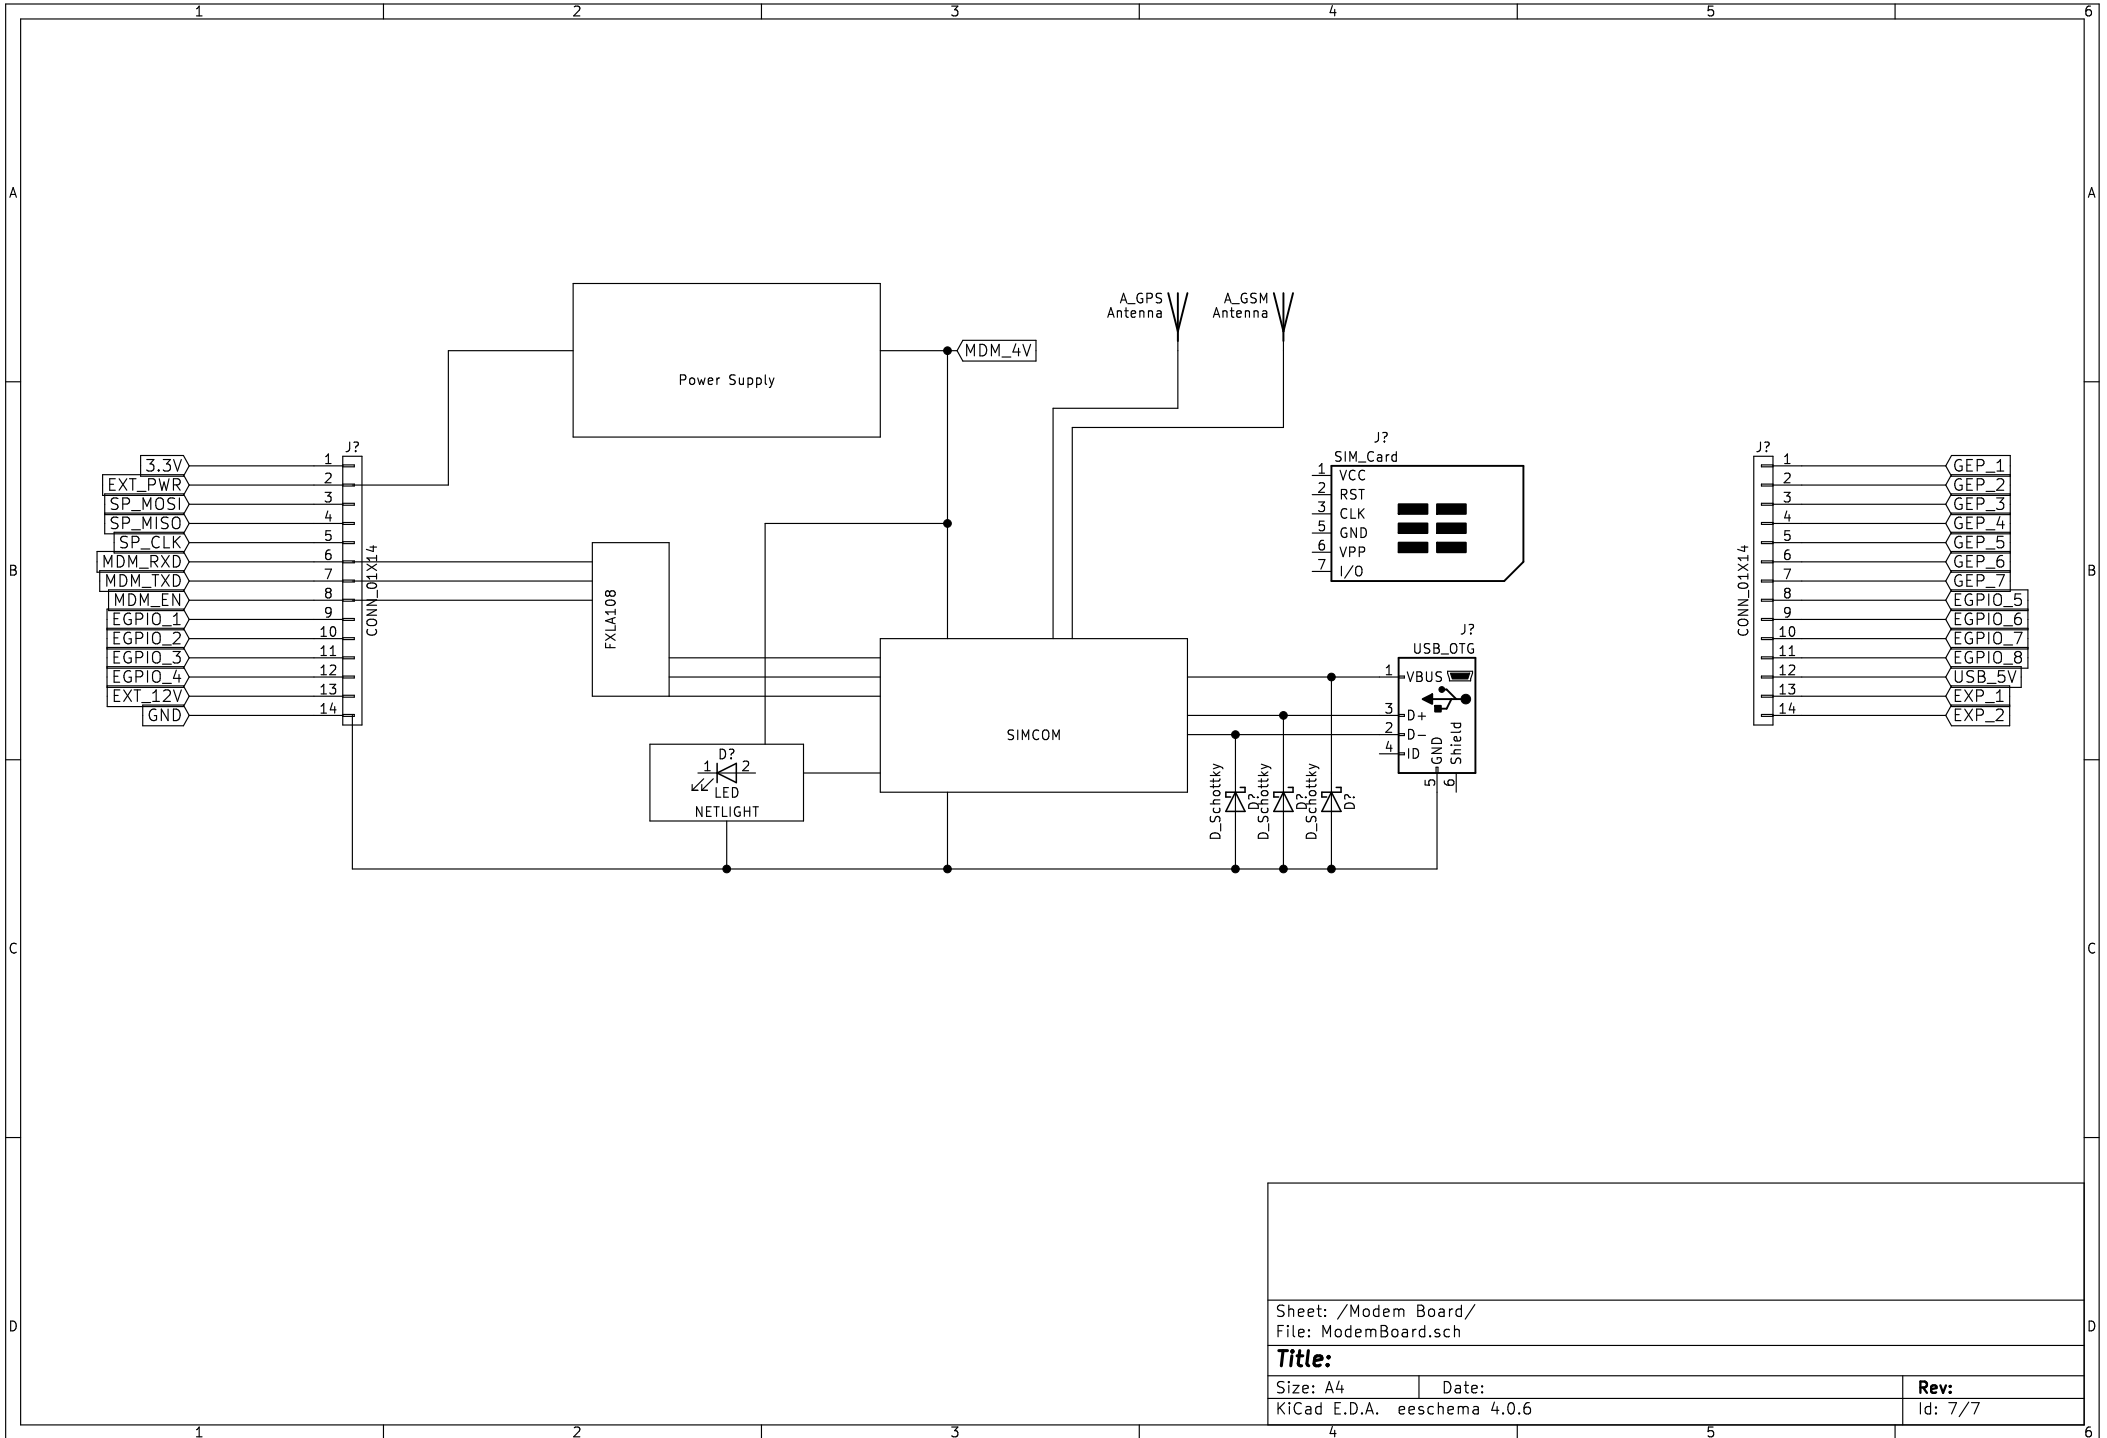 1 2 3 4 5 6
A A
B B
C C
D D
Power Supply
MDM_4V
A_GPS
Antenna
A_GSM
Antenna
J?
CONN_01X14
3.3V 1
EXT_PWR 2
SP_MOSI 3
SP_MISO 4
SP_CLK 5
MDM_RXD 6
MDM_TXD 7
MDM_EN 8
EGPIO_1 9
EGPIO_2 10
EGPIO_3 11
EGPIO_4 12
EXT_12V 13
GND 14
FXLA108
D?
1 2
LED
NETLIGHT
SIMCOM
J?
SIM_Card
1 VCC
2 RST
3 CLK
5 GND
6 VPP
7 I/O
J?
USB_OTG
1 VBUS
3 D+
2 D-
4 ID
5 GND
6 Shield
D_Schottky
D?
D_Schottky
D?
D_Schottky
D?
J?
CONN_01X14
1 GEP_1
2 GEP_2
3 GEP_3
4 GEP_4
5 GEP_5
6 GEP_6
7 GEP_7
8 EGPIO_5
9 EGPIO_6
10 EGPIO_7
11 EGPIO_8
12 USB_5V
13 EXP_1
14 EXP_2
Sheet: /Modem Board/
File: ModemBoard.sch
Title:
Size: A4 Date: Rev:
KiCad E.D.A. eeschema 4.0.6 Id: 7/7
1 2 3 4 5 6